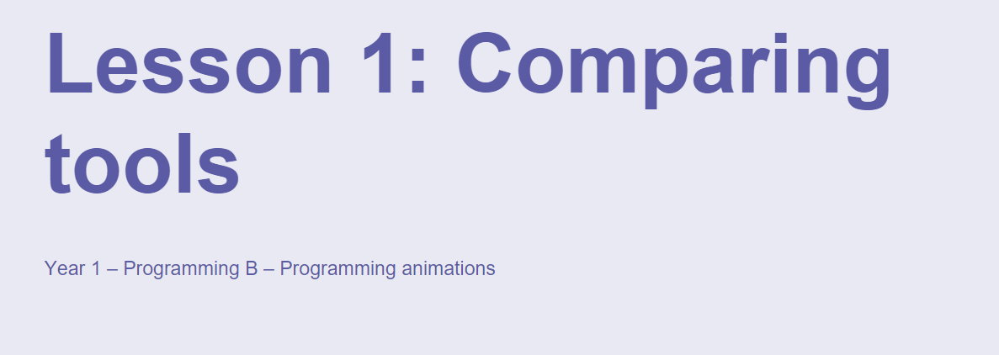 Lesson 1: Comparing
tools
Year 1 – Programming B – Programming animations